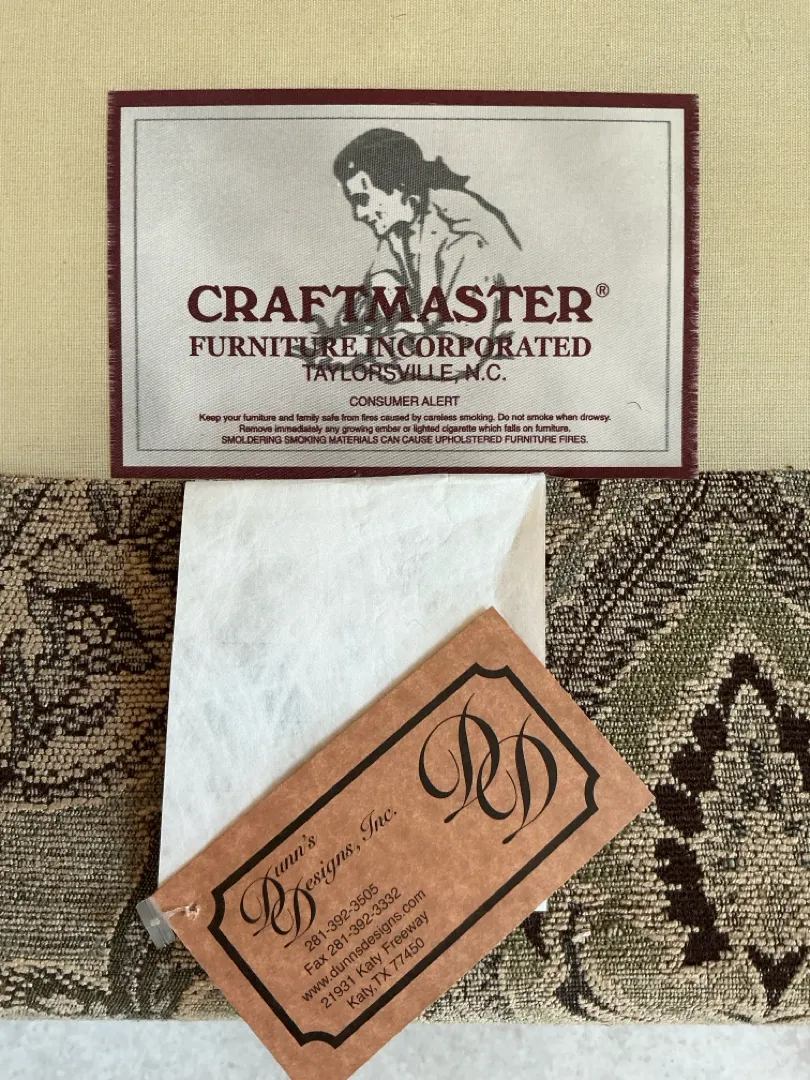 CRAFTMASTER®
FURNITURE INCORPORATED
TAYLORSVILLE, N.C.
CONSUMER ALERT
Keep your furniture and family safe from fires caused by careless smoking. Do not smoke when drowsy.
Remove immediately any growing ember or lighted cigarette which falls on furniture.
SMOLDERING SMOKING MATERIALS CAN CAUSE UPHOLSTERED FURNITURE FIRES.
DD
Dunn's
Designs, Inc.
281-392-3505
Fax 281-392-3332
www.dunnsdesigns.com
21931 Katy Freeway
Katy, TX 77450